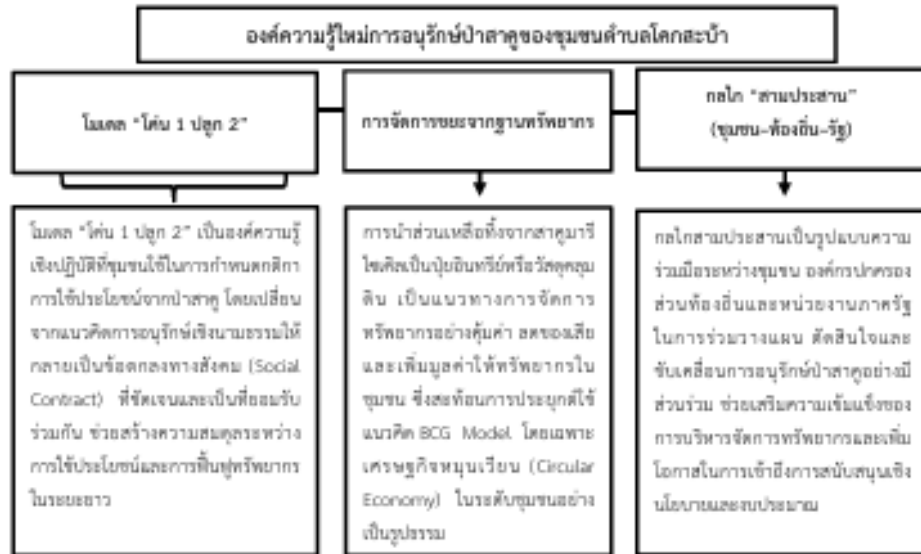 องค์ความรู้ใหม่การอนุรักษ์ป่าสาคูของชุมชนตำบลโคกสะบ้า
โมเดล “โค่น 1 ปลูก 2”
การจัดการขยะจากฐานทรัพยากร
กลไก “สามประสาน”
(ชุมชน-ท้องถิ่น-รัฐ)
โมเดล “โค่น 1 ปลูก 2” เป็นองค์ความรู้
เชิงปฏิบัติที่ชุมชนใช้ในการกำหนดกติกา
การใช้ประโยชน์จากป่าสาคู โดยเปลี่ยน
จากแนวคิดการอนุรักษ์เชิงนามธรรมให้
กลายเป็นข้อตกลงทางสังคม (Social
Contract) ที่ชัดเจนและเป็นที่ยอมรับ
ร่วมกัน ช่วยสร้างความสมดุลระหว่าง
การใช้ประโยชน์และการฟื้นฟูทรัพยากร
ในระยะยาว
การนำส่วนเหลือทิ้งจากสาคูมารี
ไซเคิลเป็นปุ๋ยอินทรีย์หรือวัสดุคลุม
ดิน เป็นแนวทางการจัดการ
ทรัพยากรอย่างคุ้มค่า ลดของเสีย
และเพิ่มมูลค่าให้ทรัพยากรใน
ชุมชน ซึ่งสะท้อนการประยุกต์ใช้
แนวคิด BCG Model โดยเฉพาะ
เศรษฐกิจหมุนเวียน (Circular
Economy) ในระดับชุมชนอย่าง
เป็นรูปธรรม
กลไกสามประสานเป็นรูปแบบความ
ร่วมมือระหว่างชุมชน องค์กรปกครอง
ส่วนท้องถิ่นและหน่วยงานภาครัฐ
ในการร่วมวางแผน ตัดสินใจและ
ขับเคลื่อนการอนุรักษ์ป่าสาคูอย่างมี
ส่วนร่วม ช่วยเสริมความเข้มแข็งของ
การบริหารจัดการทรัพยากรและเพิ่ม
โอกาสในการเข้าถึงการสนับสนุนเชิง
นโยบายและงบประมาณ